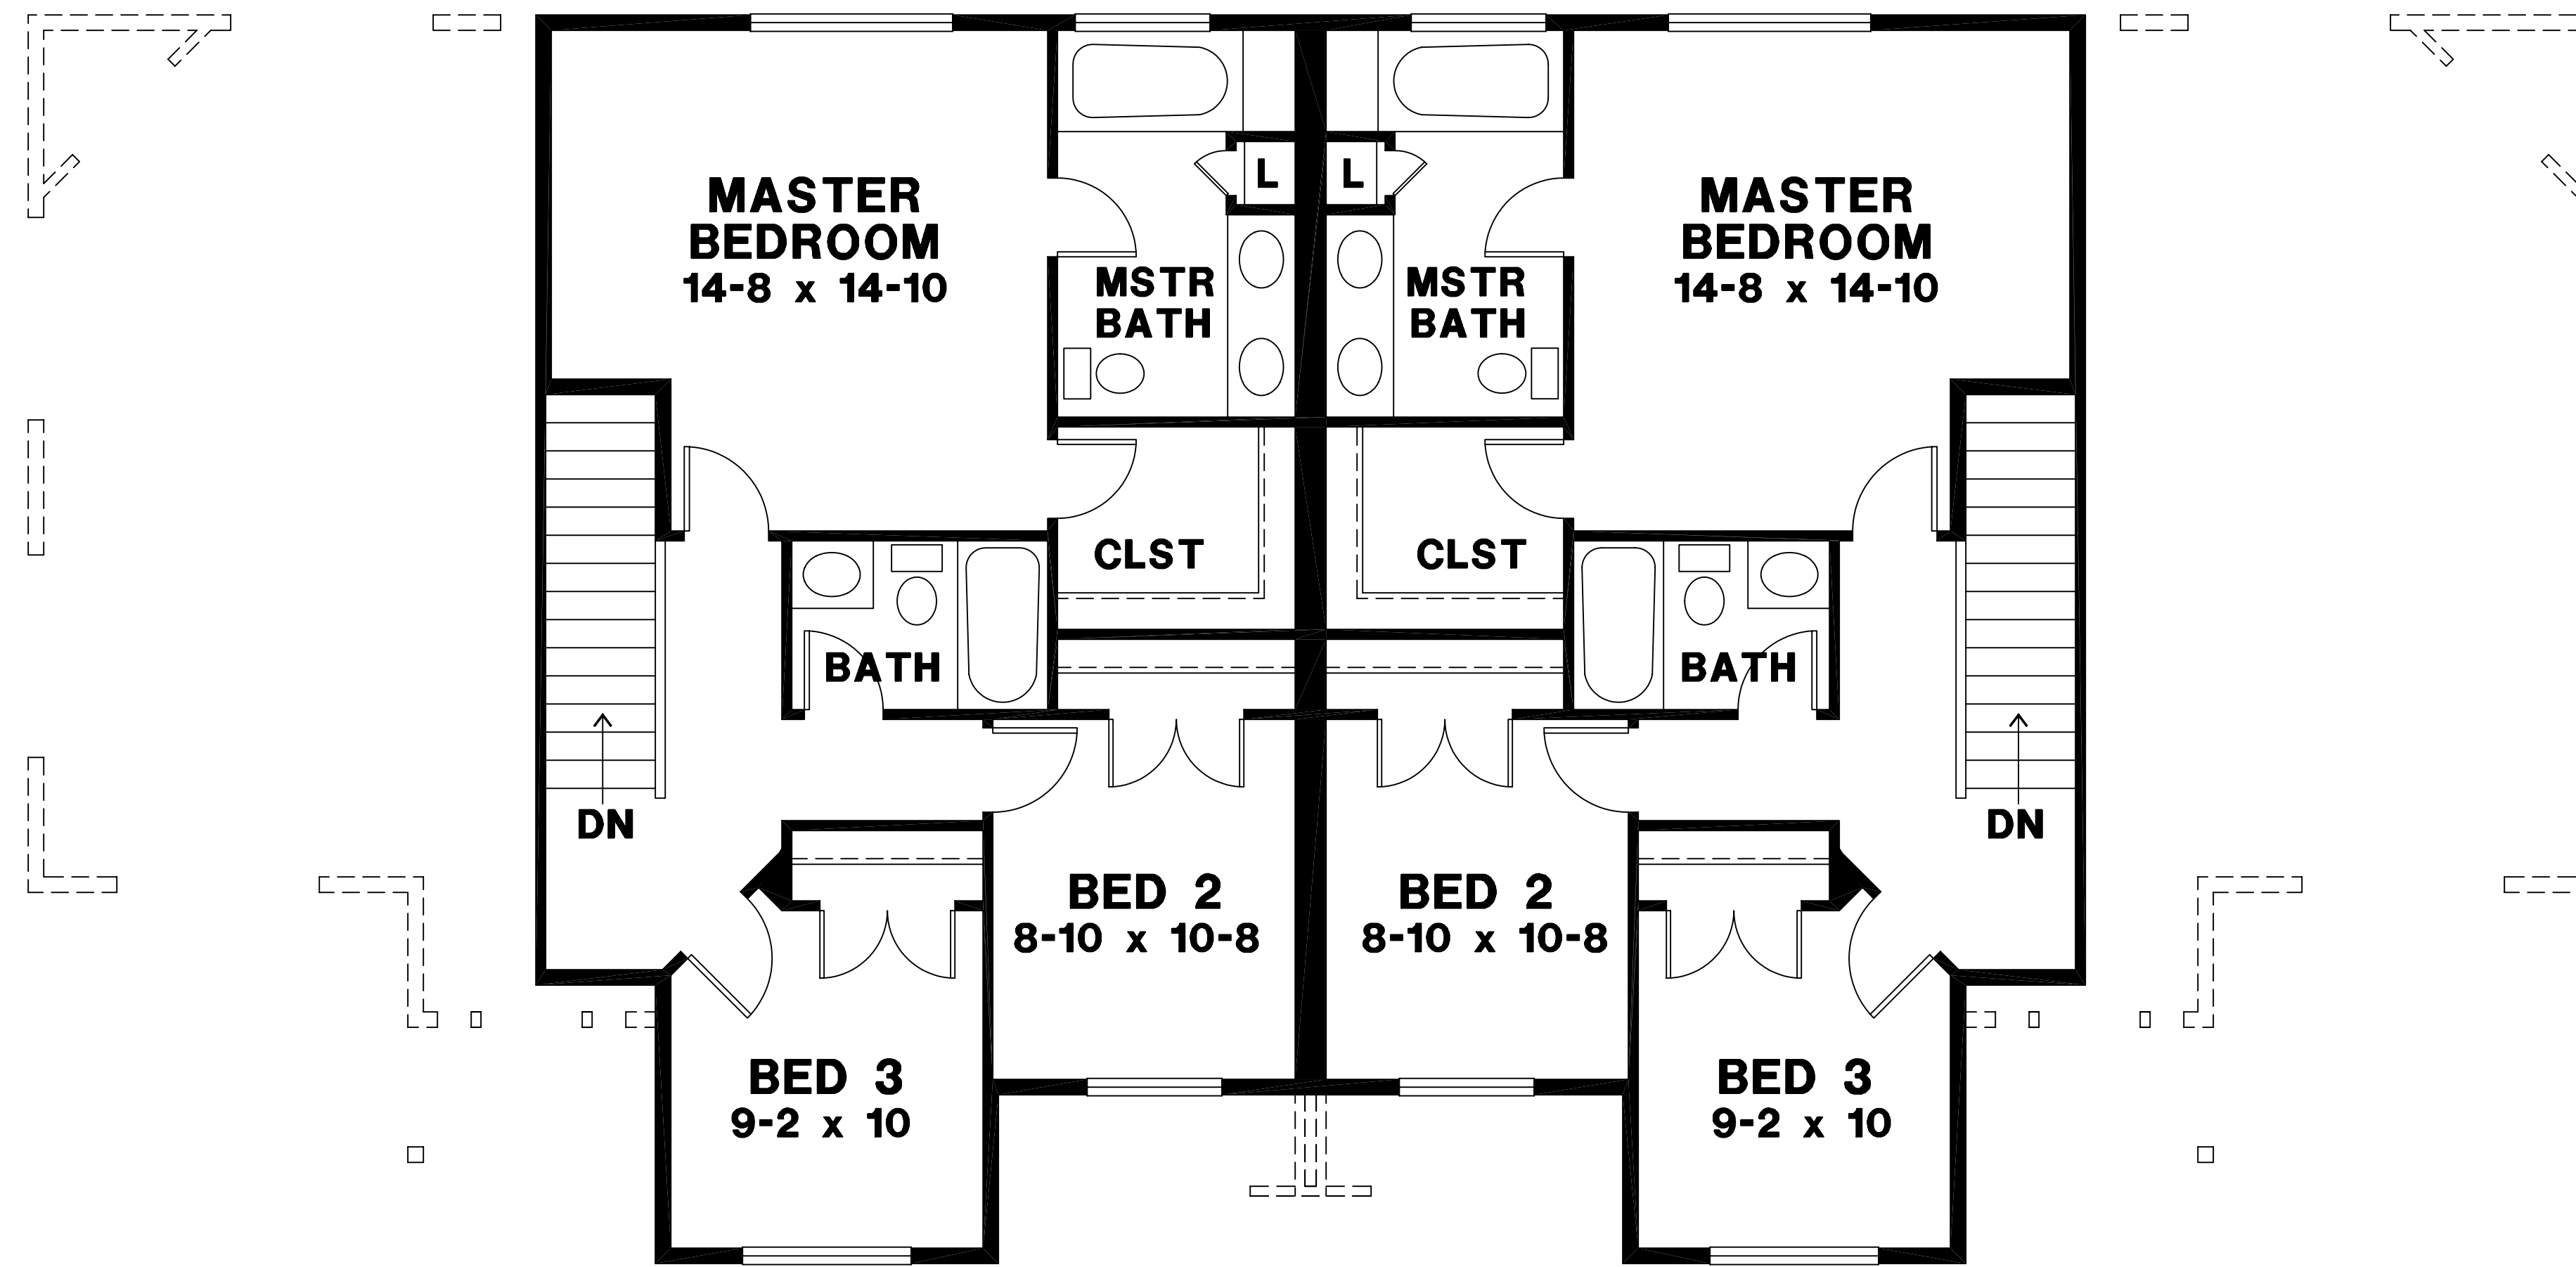 L
L
MASTER
BEDROOM
14-8 x 14-10
MASTER
BEDROOM
14-8 x 14-10
MSTR
BATH
MSTR
BATH
CLST
CLST
BATH
BATH
DN
DN
BED 2
8-10 x 10-8
BED 2
8-10 x 10-8
BED 3
9-2 x 10
BED 3
9-2 x 10